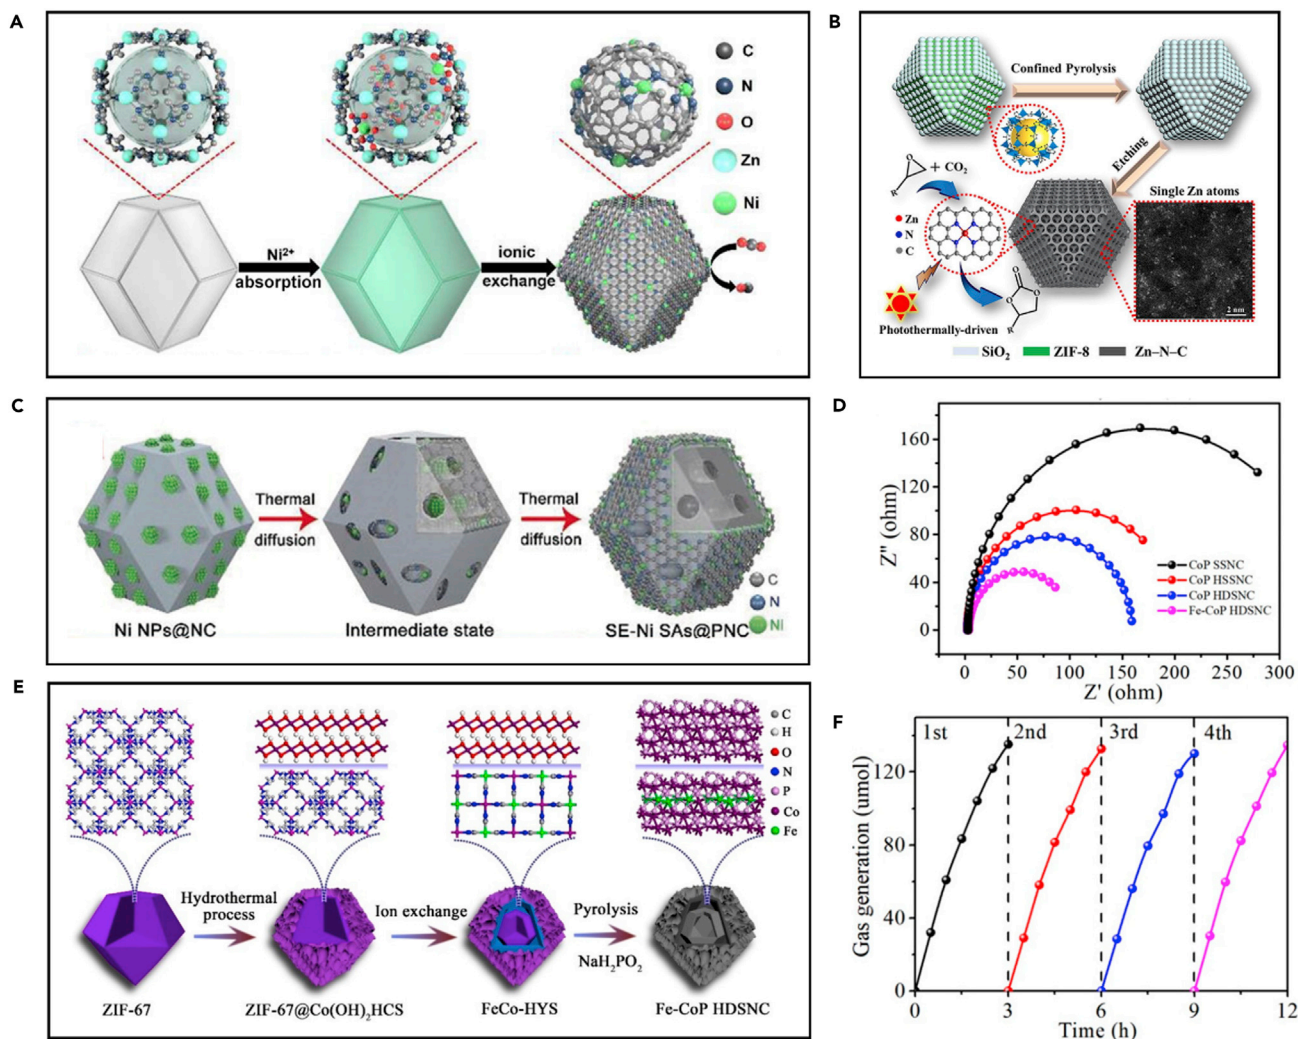 A
C
N
O
Zn
Ni
Ni²⁺
absorption
ionic
exchange
B
Confined Pyrolysis
Etching
O
R
+ CO₂
Single Zn atoms
Zn
N
C
2 nm
O
O
O
R
Photothermally-driven
SiO₂
ZIF-8
Zn–N–C
C
Thermal
diffusion
Thermal
diffusion
C
N
Ni
Ni NPs@NC
Intermediate state
SE-Ni SAs@PNC
D
Z'' (ohm)
160
120
80
40
0
CoP SSNC
CoP HSSNC
CoP HDSNC
Fe-CoP HDSNC
0
50
100
150
200
250
300
Z' (ohm)
E
C
H
O
N
P
Co
Fe
Hydrothermal
process
Ion exchange
Pyrolysis
NaH₂PO₂
ZIF-67
ZIF-67@Co(OH)₂HCS
FeCo-HYS
Fe-CoP HDSNC
F
Gas generation (umol)
120
80
40
0
1st
2nd
3rd
4th
0
3
6
9
12
Time (h)